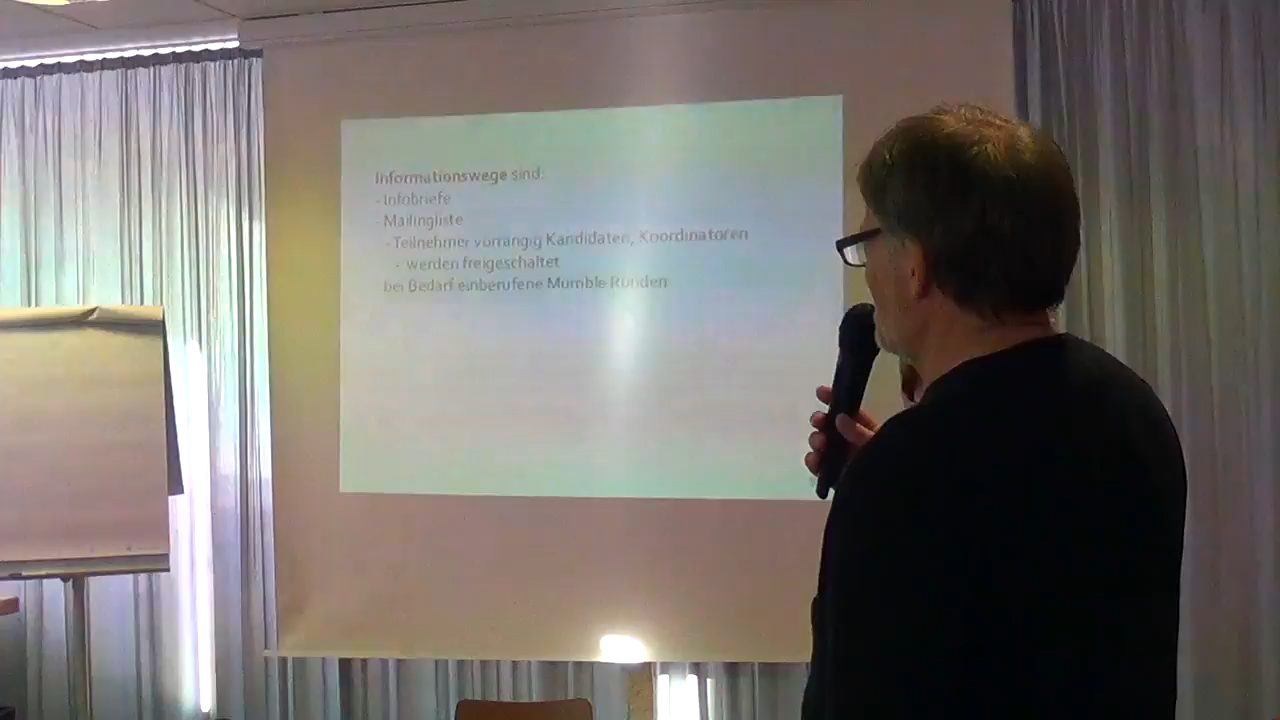 Informationswege sind:
- Infobriefe
- Mailingliste
- Teilnehmer vorrangig Kandidaten, Koordinatoren
- werden freigeschaltet
bei Bedarf einberufene Mumble Runden